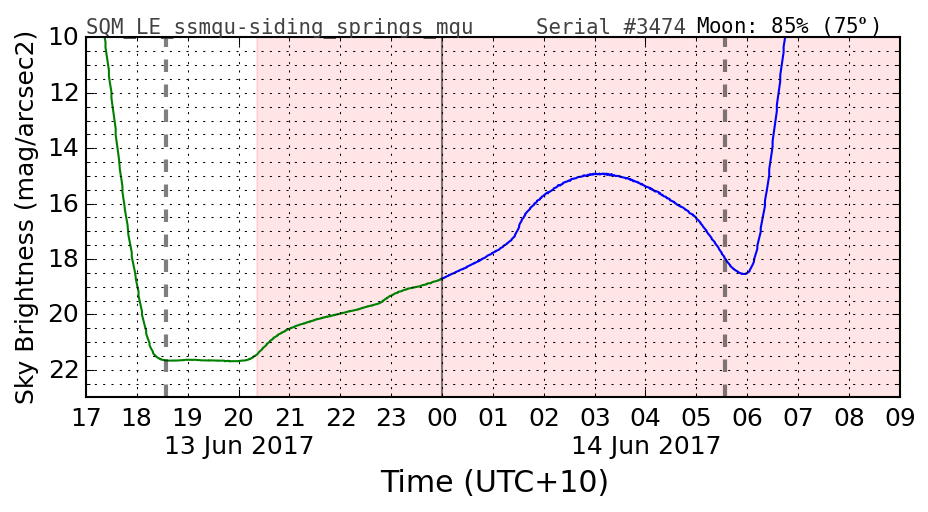 SQM_LE ssmqu-siding_springs_mqu Serial #3474 Moon: 85% (75°)
Sky Brightness (mag/arcsec2)
10
12
14
16
18
20
22
17 18 19 20 21 22 23 00 01 02 03 04 05 06 07 08 09
13 Jun 2017 14 Jun 2017
Time (UTC+10)